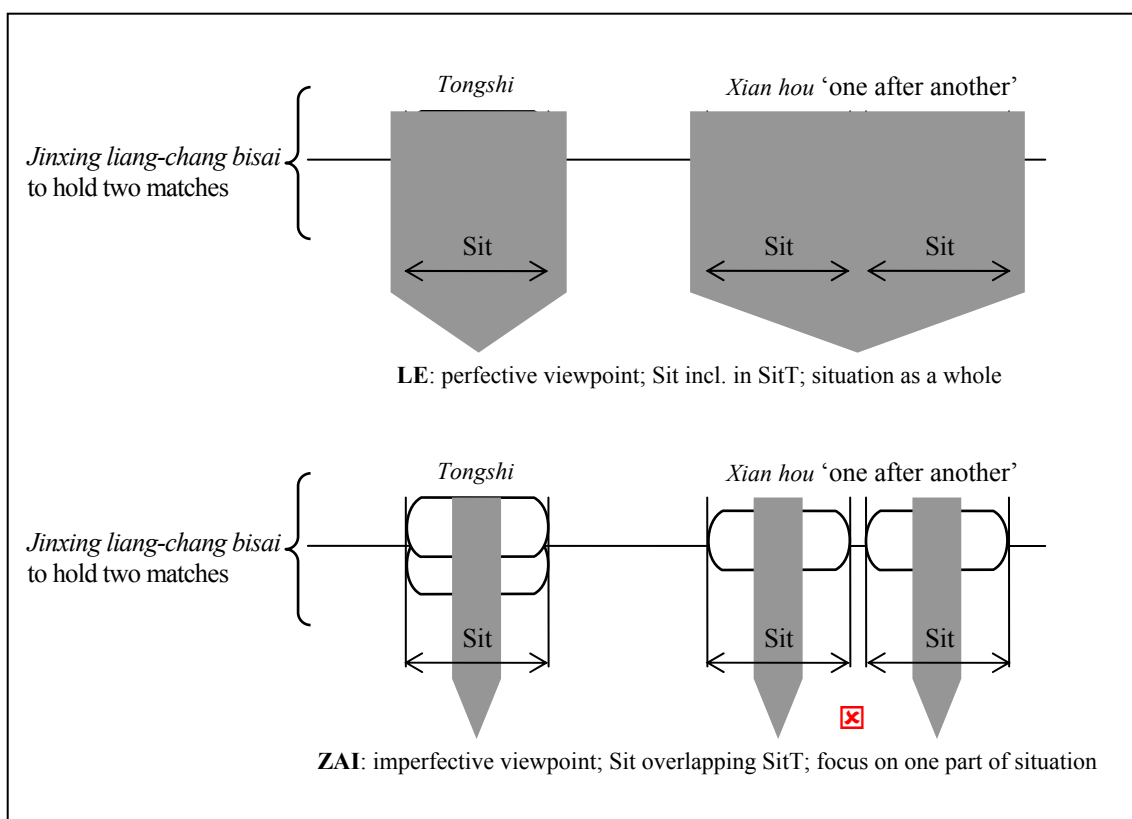 Tongshi
Xian hou ‘one after another’
Jinxing liang-chang bisai
to hold two matches
Sit
Sit
Sit
LE: perfective viewpoint; Sit incl. in SitT; situation as a whole
Tongshi
Xian hou ‘one after another’
Jinxing liang-chang bisai
to hold two matches
Sit
Sit
Sit
ZAI: imperfective viewpoint; Sit overlapping SitT; focus on one part of situation